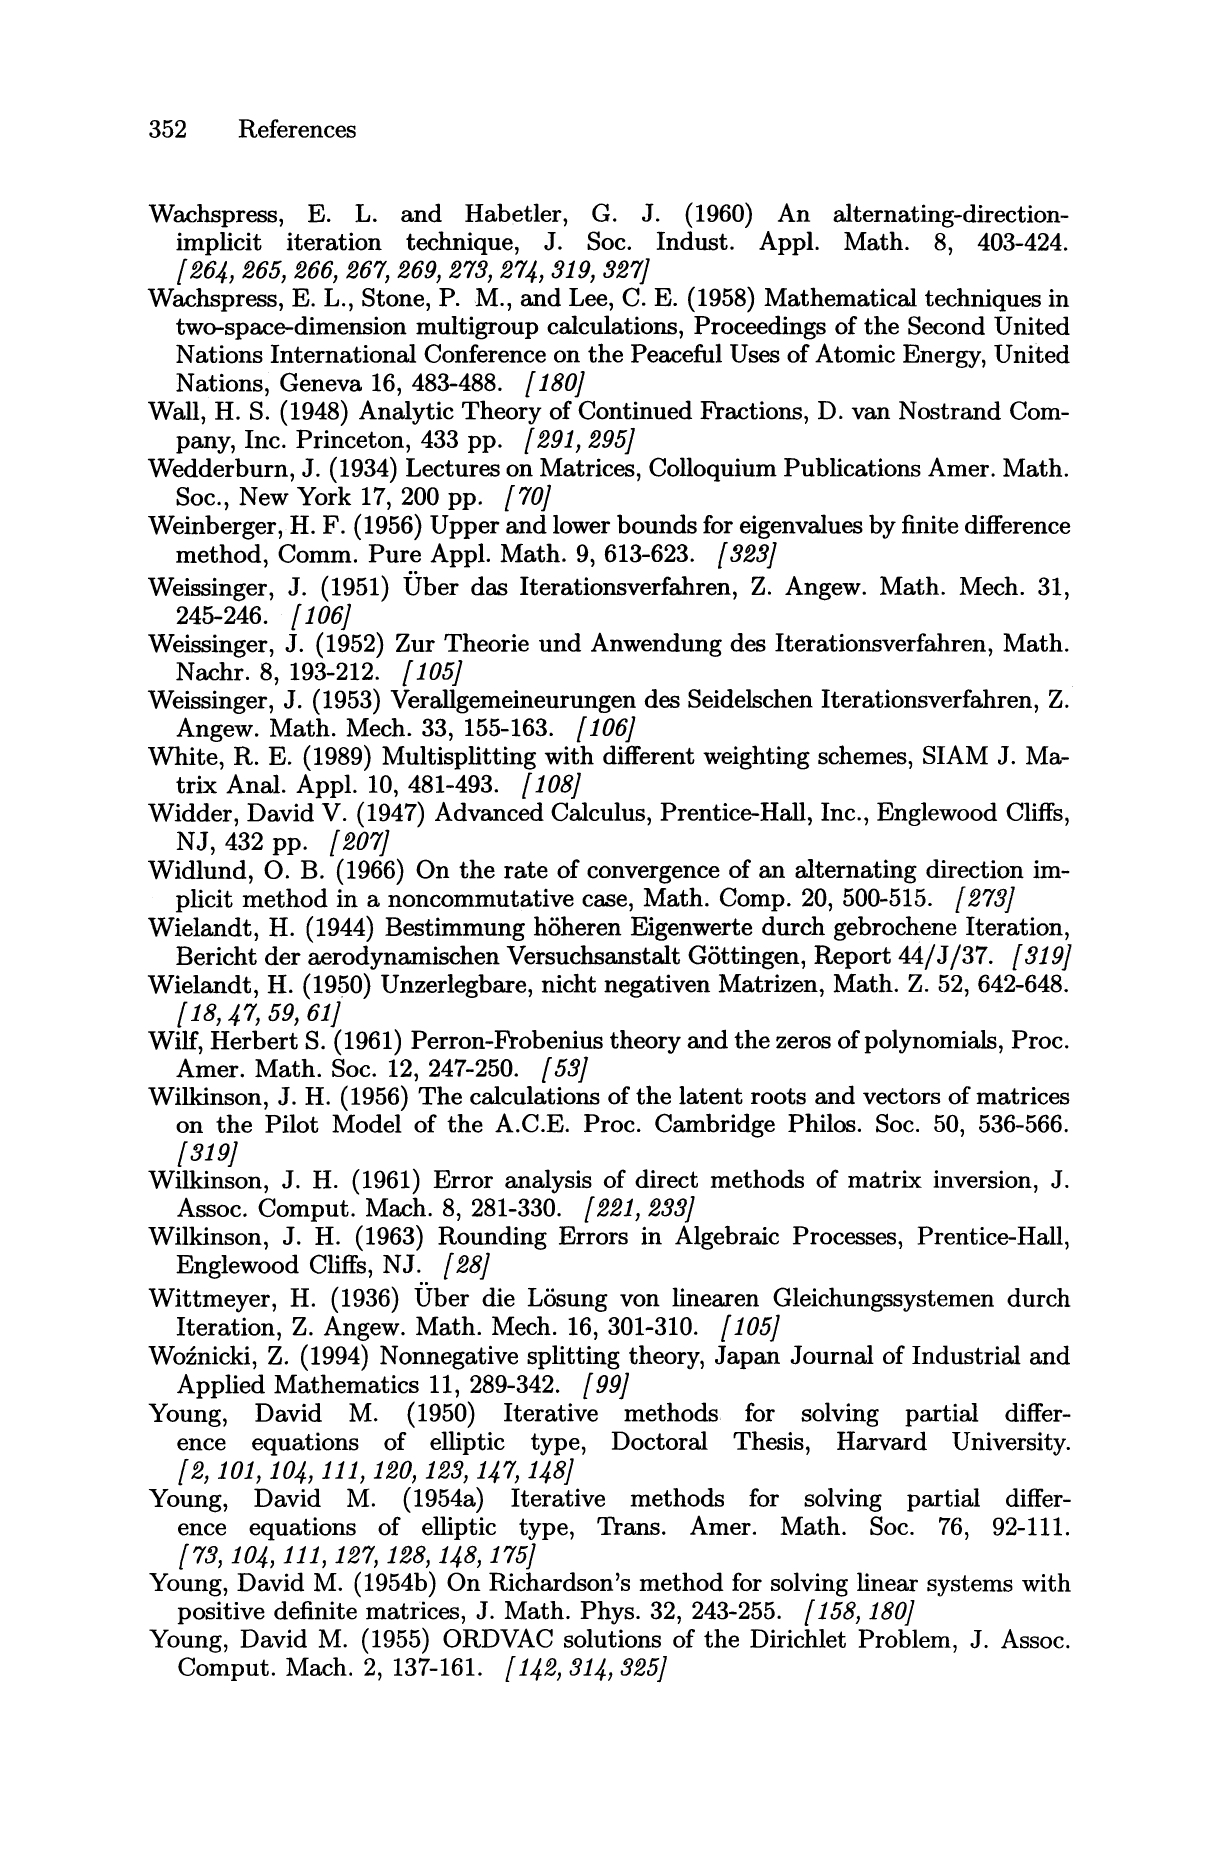 352 References
Wachspress, E. L. and Habetler, G. J. (1960) An alternating-direction-
implicit iteration technique, J. Soc. Indust. Appl. Math. 8, 403-424.
[264, 265, 266, 267, 269, 273, 274, 319, 327]
Wachspress, E. L., Stone, P. M., and Lee, C. E. (1958) Mathematical techniques in
two-space-dimension multigroup calculations, Proceedings of the Second United
Nations International Conference on the Peaceful Uses of Atomic Energy, United
Nations, Geneva 16, 483-488. [180]
Wall, H. S. (1948) Analytic Theory of Continued Fractions, D. van Nostrand Com-
pany, Inc. Princeton, 433 pp. [291, 295]
Wedderburn, J. (1934) Lectures on Matrices, Colloquium Publications Amer. Math.
Soc., New York 17, 200 pp. [70]
Weinberger, H. F. (1956) Upper and lower bounds for eigenvalues by finite difference
method, Comm. Pure Appl. Math. 9, 613-623. [323]
Weissinger, J. (1951) Über das Iterationsverfahren, Z. Angew. Math. Mech. 31,
245-246. [106]
Weissinger, J. (1952) Zur Theorie und Anwendung des Iterationsverfahren, Math.
Nachr. 8, 193-212. [105]
Weissinger, J. (1953) Verallgemeineurungen des Seidelschen Iterationsverfahren, Z.
Angew. Math. Mech. 33, 155-163. [106]
White, R. E. (1989) Multisplitting with different weighting schemes, SIAM J. Ma-
trix Anal. Appl. 10, 481-493. [108]
Widder, David V. (1947) Advanced Calculus, Prentice-Hall, Inc., Englewood Cliffs,
NJ, 432 pp. [207]
Widlund, O. B. (1966) On the rate of convergence of an alternating direction im-
plicit method in a noncommutative case, Math. Comp. 20, 500-515. [273]
Wielandt, H. (1944) Bestimmung höheren Eigenwerte durch gebrochene Iteration,
Bericht der aerodynamischen Versuchsanstalt Göttingen, Report 44/J/37. [319]
Wielandt, H. (1950) Unzerlegbare, nicht negativen Matrizen, Math. Z. 52, 642-648.
[18, 47, 59, 61]
Wilf, Herbert S. (1961) Perron-Frobenius theory and the zeros of polynomials, Proc.
Amer. Math. Soc. 12, 247-250. [53]
Wilkinson, J. H. (1956) The calculations of the latent roots and vectors of matrices
on the Pilot Model of the A.C.E. Proc. Cambridge Philos. Soc. 50, 536-566.
[319]
Wilkinson, J. H. (1961) Error analysis of direct methods of matrix inversion, J.
Assoc. Comput. Mach. 8, 281-330. [221, 233]
Wilkinson, J. H. (1963) Rounding Errors in Algebraic Processes, Prentice-Hall,
Englewood Cliffs, NJ. [28]
Wittmeyer, H. (1936) Über die Lösung von linearen Gleichungssystemen durch
Iteration, Z. Angew. Math. Mech. 16, 301-310. [105]
Woźnicki, Z. (1994) Nonnegative splitting theory, Japan Journal of Industrial and
Applied Mathematics 11, 289-342. [99]
Young, David M. (1950) Iterative methods for solving partial differ-
ence equations of elliptic type, Doctoral Thesis, Harvard University.
[2, 101, 104, 111, 120, 123, 147, 148]
Young, David M. (1954a) Iterative methods for solving partial differ-
ence equations of elliptic type, Trans. Amer. Math. Soc. 76, 92-111.
[73, 104, 111, 127, 128, 148, 175]
Young, David M. (1954b) On Richardson's method for solving linear systems with
positive definite matrices, J. Math. Phys. 32, 243-255. [158, 180]
Young, David M. (1955) ORDVAC solutions of the Dirichlet Problem, J. Assoc.
Comput. Mach. 2, 137-161. [142, 314, 325]